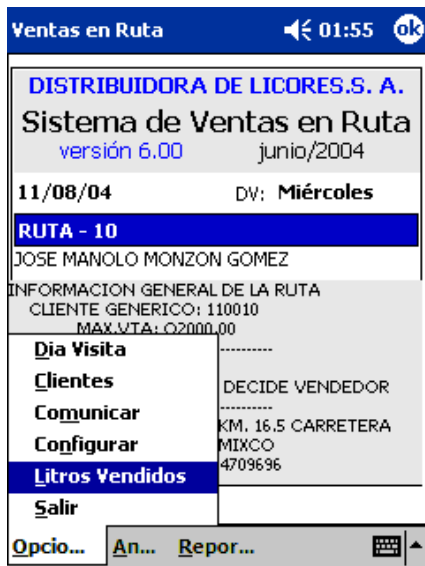 Ventas en Ruta 01:55 ok
DISTRIBUIDORA DE LICORES.S. A.
Sistema de Ventas en Ruta
versión 6.00 junio/2004
11/08/04 DV: Miércoles
RUTA - 10
JOSE MANOLO MONZON GOMEZ
INFORMACION GENERAL DE LA RUTA
CLIENTE GENERICO: 110010
MAX.VTA: Q2000.00
----------
DECIDE VENDEDOR
----------
KM. 16.5 CARRETERA
MIXCO
4709696
Dia Visita
Clientes
Comunicar
Configurar
Litros Vendidos
Salir
Opcio... An... Repor...